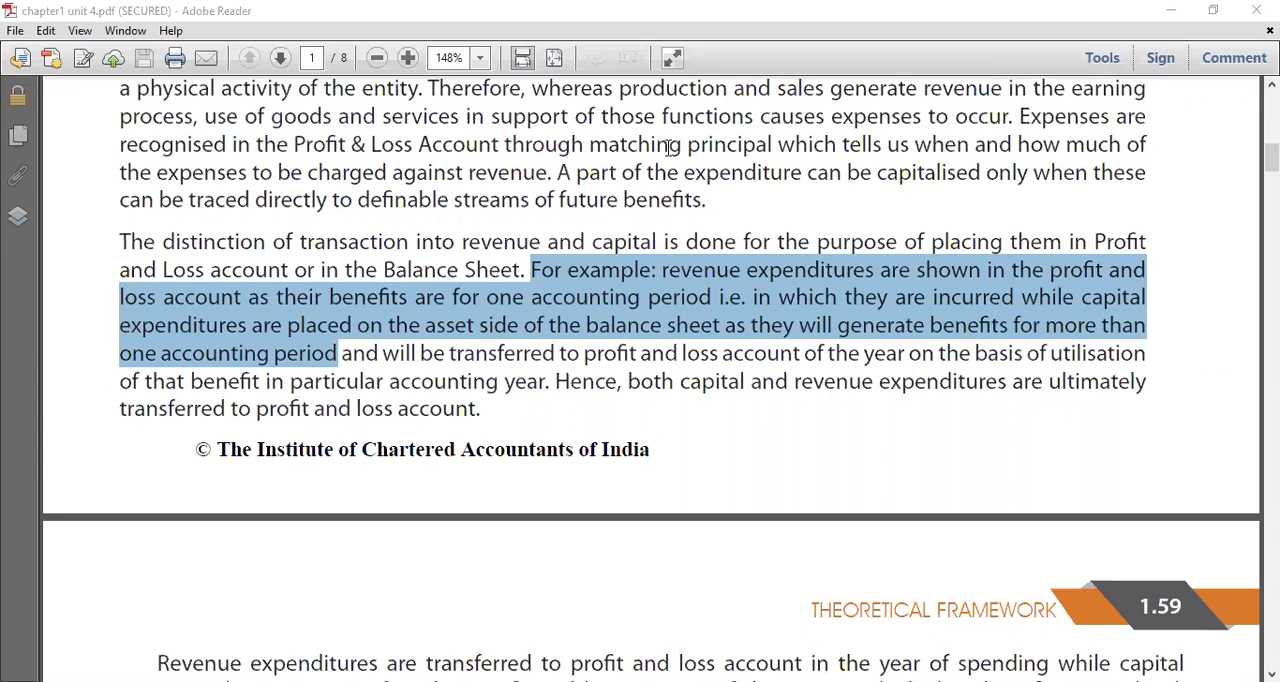 chapter1 unit 4.pdf (SECURED) - Adobe Reader
File Edit View Window Help
1 / 8 148% Tools Sign Comment
a physical activity of the entity. Therefore, whereas production and sales generate revenue in the earning
process, use of goods and services in support of those functions causes expenses to occur. Expenses are
recognised in the Profit & Loss Account through matching principal which tells us when and how much of
the expenses to be charged against revenue. A part of the expenditure can be capitalised only when these
can be traced directly to definable streams of future benefits.
The distinction of transaction into revenue and capital is done for the purpose of placing them in Profit
and Loss account or in the Balance Sheet. For example: revenue expenditures are shown in the profit and
loss account as their benefits are for one accounting period i.e. in which they are incurred while capital
expenditures are placed on the asset side of the balance sheet as they will generate benefits for more than
one accounting period and will be transferred to profit and loss account of the year on the basis of utilisation
of that benefit in particular accounting year. Hence, both capital and revenue expenditures are ultimately
transferred to profit and loss account.
© The Institute of Chartered Accountants of India
THEORETICAL FRAMEWORK 1.59
Revenue expenditures are transferred to profit and loss account in the year of spending while capital